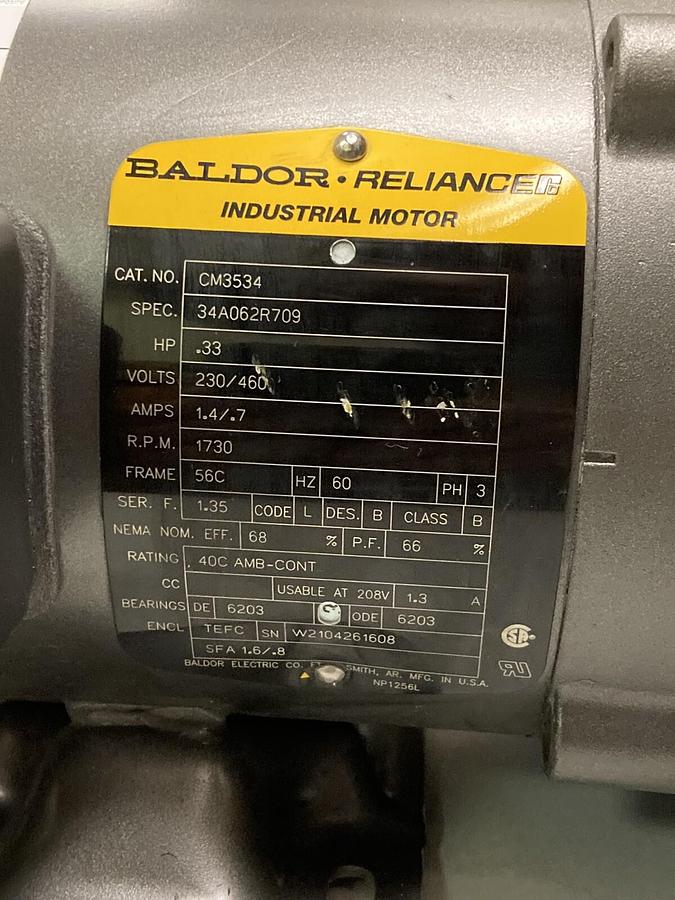 BALDOR • RELIANCER
INDUSTRIAL MOTOR
CAT. NO. CM3534
SPEC. 34A062R709
HP .33
VOLTS 230/460
AMPS 1.4/.7
R.P.M. 1730
FRAME 56C HZ 60 PH 3
SER. F. 1.35 CODE L DES. B CLASS B
NEMA NOM. EFF. 68 % P.F. 66 %
RATING 40C AMB-CONT
CC USABLE AT 208V 1.3 A
BEARINGS DE 6203 ODE 6203
ENCL TEFC SN W2104261608
SFA 1.6/.8
BALDOR ELECTRIC CO. SMITH, AR. MFG. IN U.S.A.
NP1256L